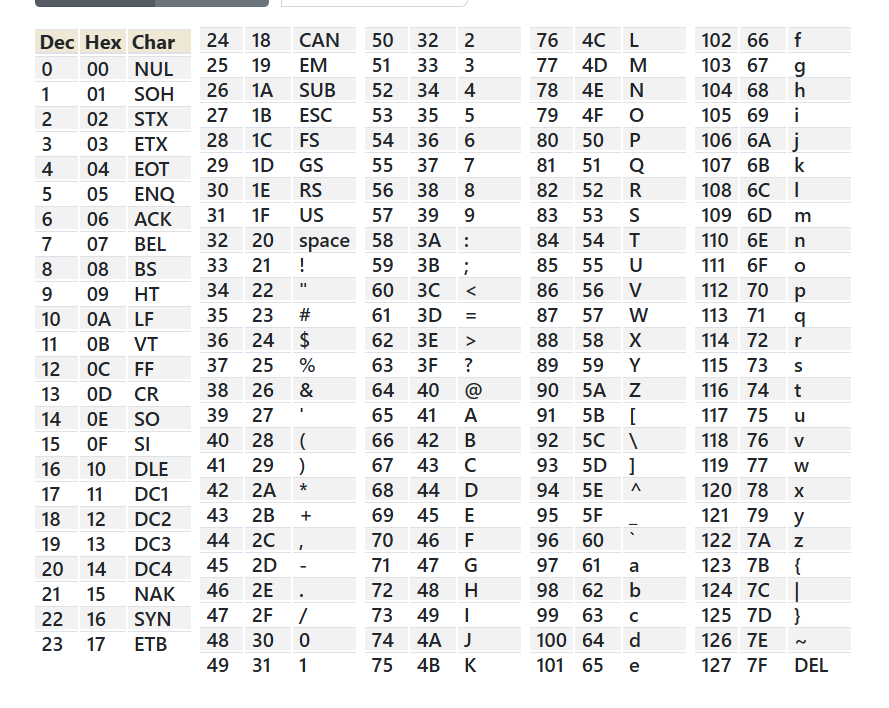 Dec Hex Char
0 00 NUL
1 01 SOH
2 02 STX
3 03 ETX
4 04 EOT
5 05 ENQ
6 06 ACK
7 07 BEL
8 08 BS
9 09 HT
10 0A LF
11 0B VT
12 0C FF
13 0D CR
14 0E SO
15 0F SI
16 10 DLE
17 11 DC1
18 12 DC2
19 13 DC3
20 14 DC4
21 15 NAK
22 16 SYN
23 17 ETB
24 18 CAN
25 19 EM
26 1A SUB
27 1B ESC
28 1C FS
29 1D GS
30 1E RS
31 1F US
32 20 space
33 21 !
34 22 "
35 23 #
36 24 $
37 25 %
38 26 &
39 27 '
40 28 (
41 29 )
42 2A *
43 2B +
44 2C ,
45 2D -
46 2E .
47 2F /
48 30 0
49 31 1
50 32 2
51 33 3
52 34 4
53 35 5
54 36 6
55 37 7
56 38 8
57 39 9
58 3A :
59 3B ;
60 3C <
61 3D =
62 3E >
63 3F ?
64 40 @
65 41 A
66 42 B
67 43 C
68 44 D
69 45 E
70 46 F
71 47 G
72 48 H
73 49 I
74 4A J
75 4B K
76 4C L
77 4D M
78 4E N
79 4F O
80 50 P
81 51 Q
82 52 R
83 53 S
84 54 T
85 55 U
86 56 V
87 57 W
88 58 X
89 59 Y
90 5A Z
91 5B [
92 5C \
93 5D ]
94 5E ^
95 5F _
96 60 `
97 61 a
98 62 b
99 63 c
100 64 d
101 65 e
102 66 f
103 67 g
104 68 h
105 69 i
106 6A j
107 6B k
108 6C l
109 6D m
110 6E n
111 6F o
112 70 p
113 71 q
114 72 r
115 73 s
116 74 t
117 75 u
118 76 v
119 77 w
120 78 x
121 79 y
122 7A z
123 7B {
124 7C |
125 7D }
126 7E ~
127 7F DEL